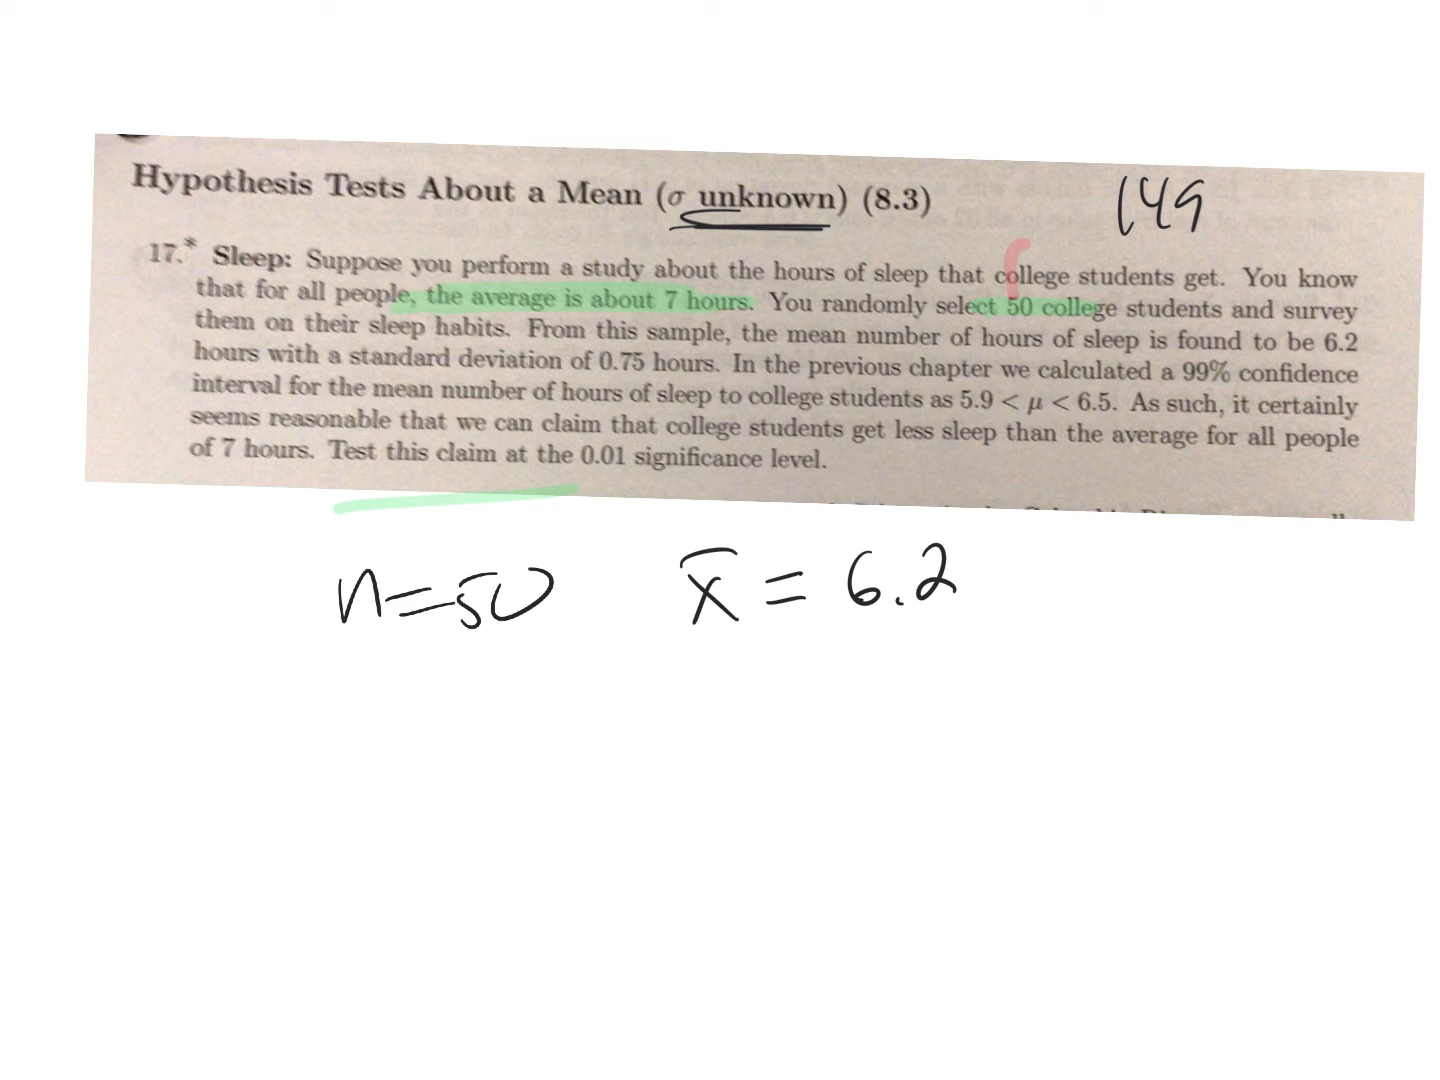 Hypothesis Tests About a Mean (σ unknown) (8.3) 149
17.* Sleep: Suppose you perform a study about the hours of sleep that college students get. You know
that for all people, the average is about 7 hours. You randomly select 50 college students and survey
them on their sleep habits. From this sample, the mean number of hours of sleep is found to be 6.2
hours with a standard deviation of 0.75 hours. In the previous chapter we calculated a 99% confidence
interval for the mean number of hours of sleep to college students as 5.9 < μ < 6.5. As such, it certainly
seems reasonable that we can claim that college students get less sleep than the average for all people
of 7 hours. Test this claim at the 0.01 significance level.
n=50 x̄ = 6.2